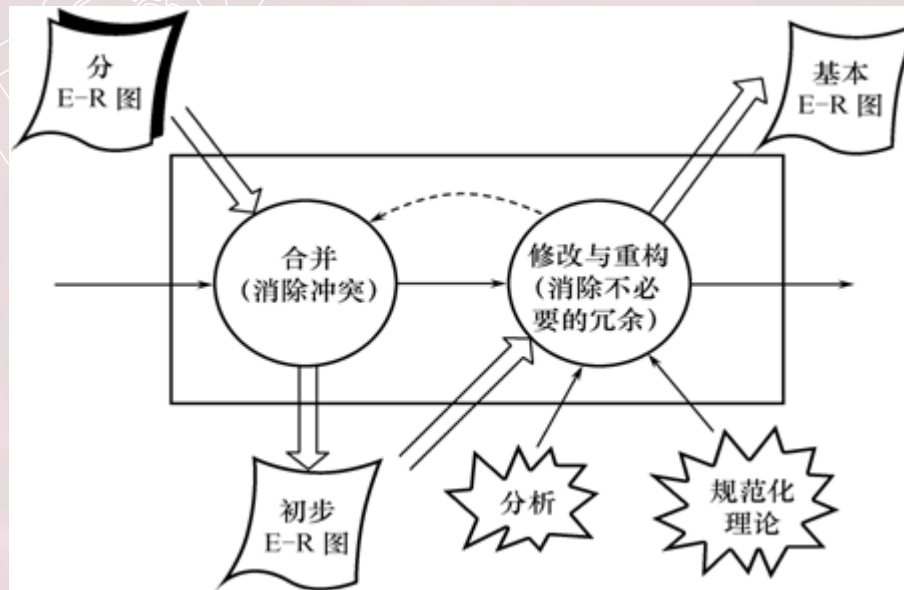 分
E-R 图
基本
E-R 图
合并
（消除冲突）
修改与重构
（消除不必
要的冗余）
初步
E-R 图
分析
规范化
理论